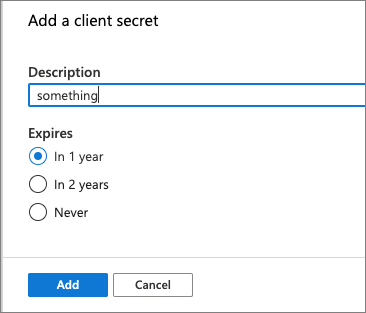 Add a client secret
Description
something
Expires
In 1 year
In 2 years
Never
Add
Cancel